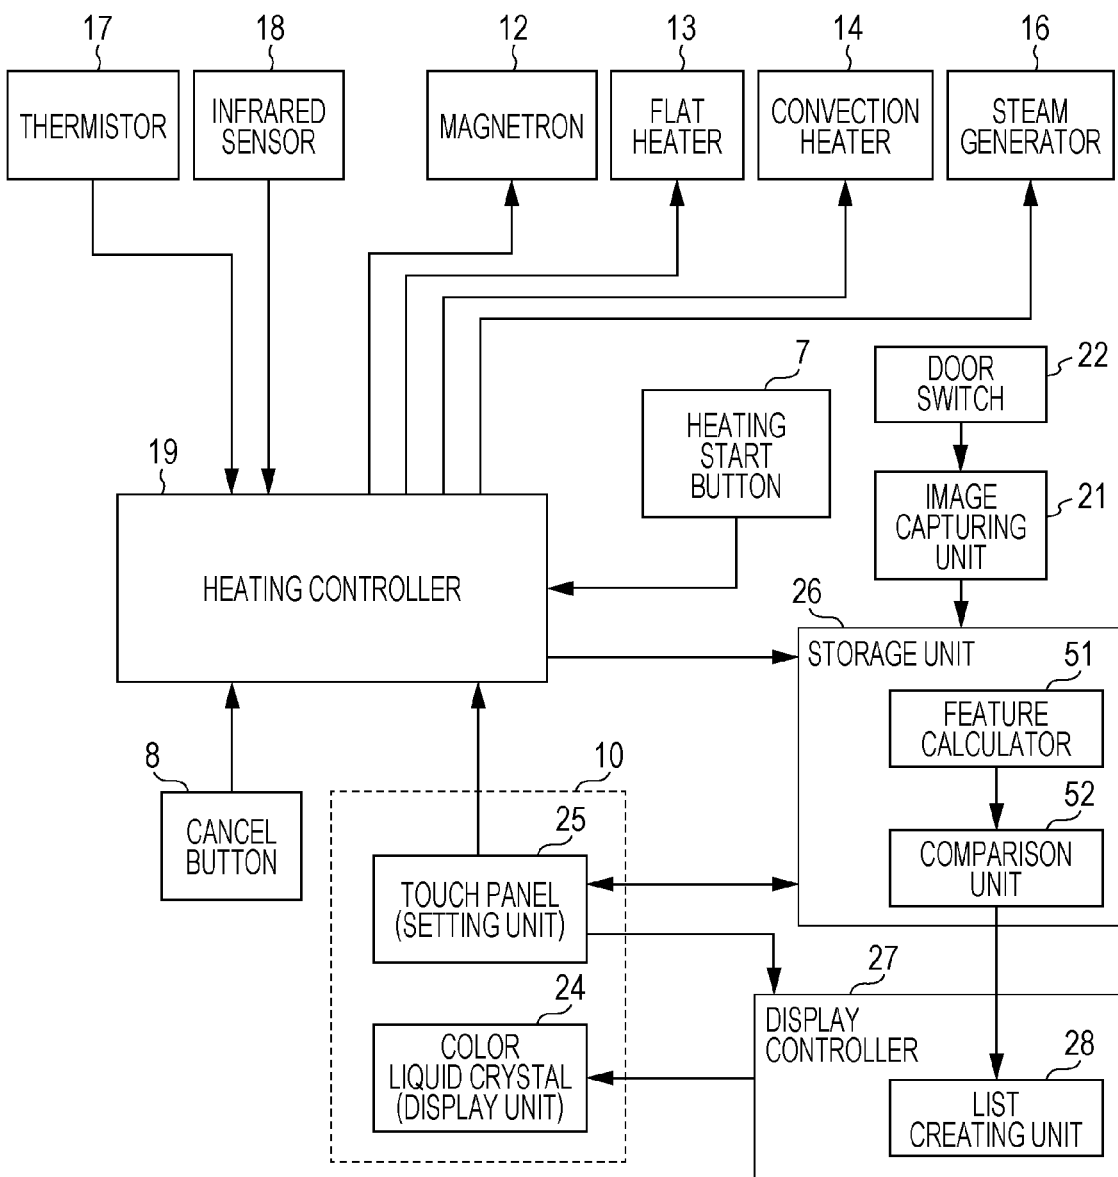 17
18
12
13
14
16
THERMISTOR
INFRARED
SENSOR
MAGNETRON
FLAT
HEATER
CONVECTION
HEATER
STEAM
GENERATOR
7
22
DOOR
SWITCH
HEATING
START
BUTTON
19
21
IMAGE
CAPTURING
UNIT
HEATING CONTROLLER
26
STORAGE UNIT
51
FEATURE
CALCULATOR
8
10
52
CANCEL
BUTTON
25
COMPARISON
UNIT
TOUCH PANEL
(SETTING UNIT)
27
24
DISPLAY
CONTROLLER
COLOR
LIQUID CRYSTAL
(DISPLAY UNIT)
28
LIST
CREATING UNIT